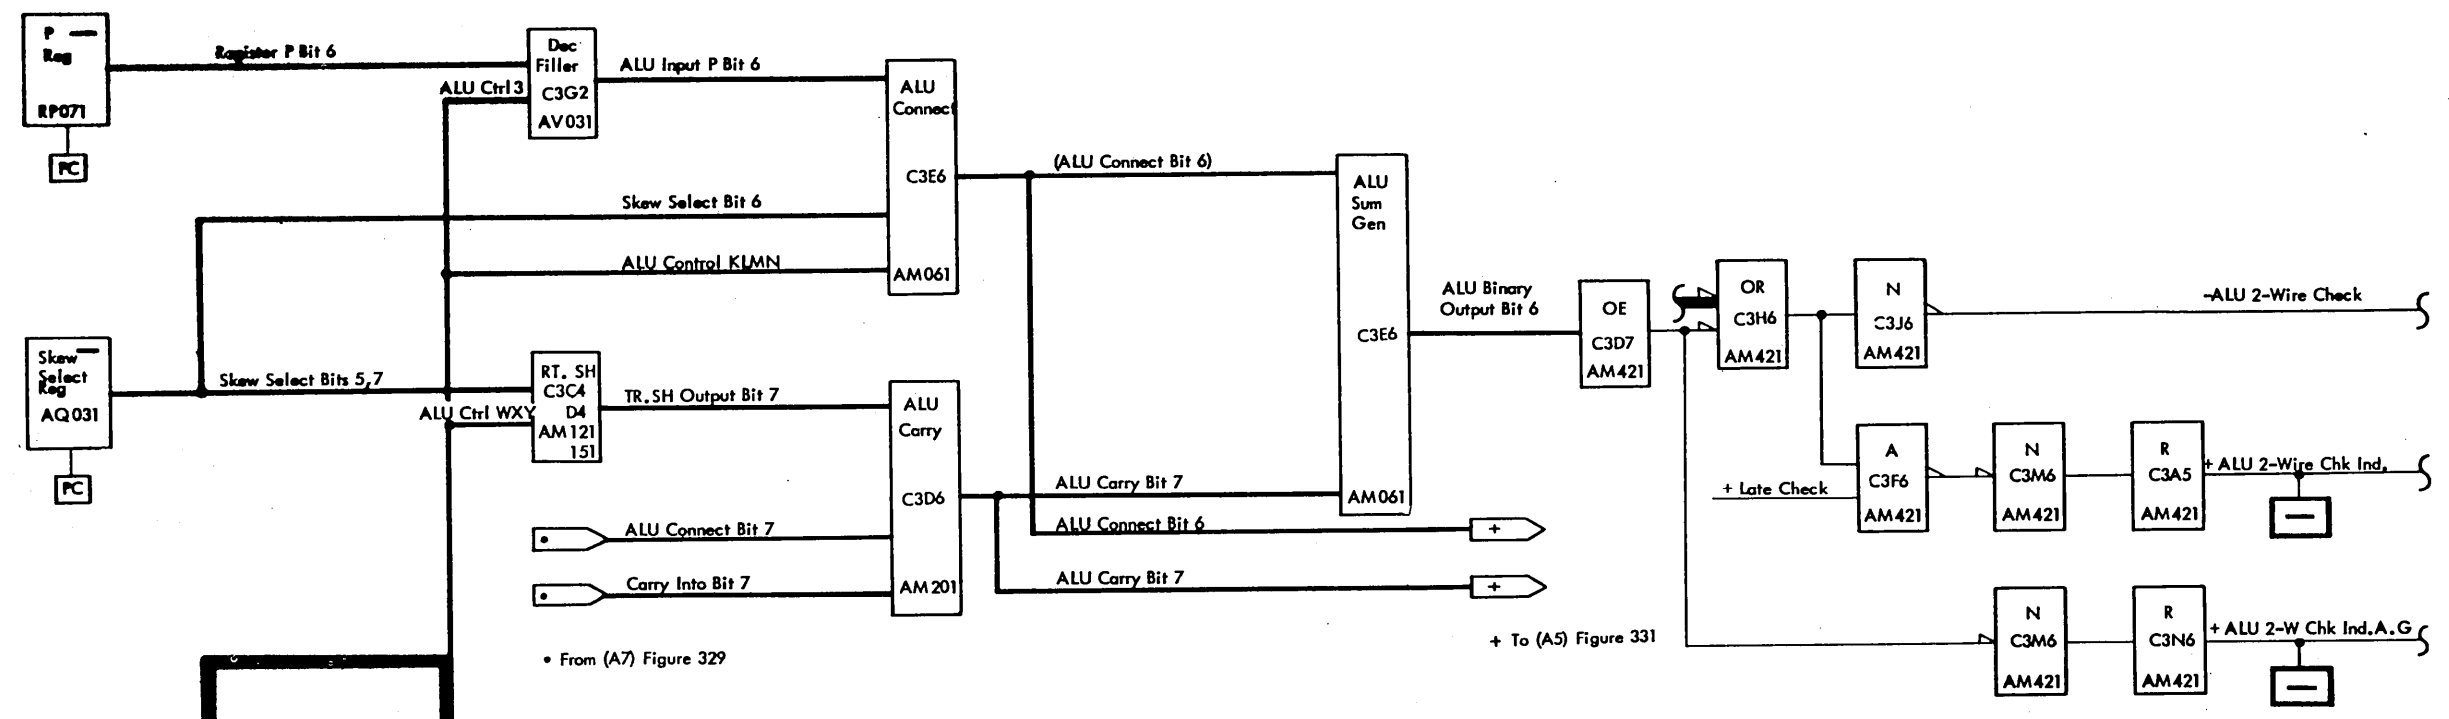 P
Reg
RP071
PC
Register P Bit 6
ALU Ctrl 3
Dec
Filler
C3G2
AV031
ALU Input P Bit 6
ALU
Connect
C3E6
AM061
Skew Select Bit 6
ALU Control KLMN
(ALU Connect Bit 6)
ALU
Sum
Gen
C3E6
AM061
ALU Binary
Output Bit 6
OE
C3D7
AM421
OR
C3H6
AM421
N
C3J6
AM421
-ALU 2-Wire Check
Skew
Select
Reg
AQ031
PC
Skew Select Bits 5,7
ALU Ctrl WXY
RT. SH
C3C4
D4
AM121
151
TR.SH Output Bit 7
ALU
Carry
C3D6
AM201
ALU Connect Bit 7
Carry Into Bit 7
ALU Carry Bit 7
ALU Connect Bit 6
+
ALU Carry Bit 7
+
+ Late Check
A
C3F6
AM421
N
C3M6
AM421
R
C3A5
AM421
+ ALU 2-Wire Chk Ind.
N
C3M6
AM421
R
C3N6
AM421
+ ALU 2-W Chk Ind.A.G
• From (A7) Figure 329
+ To (A5) Figure 331